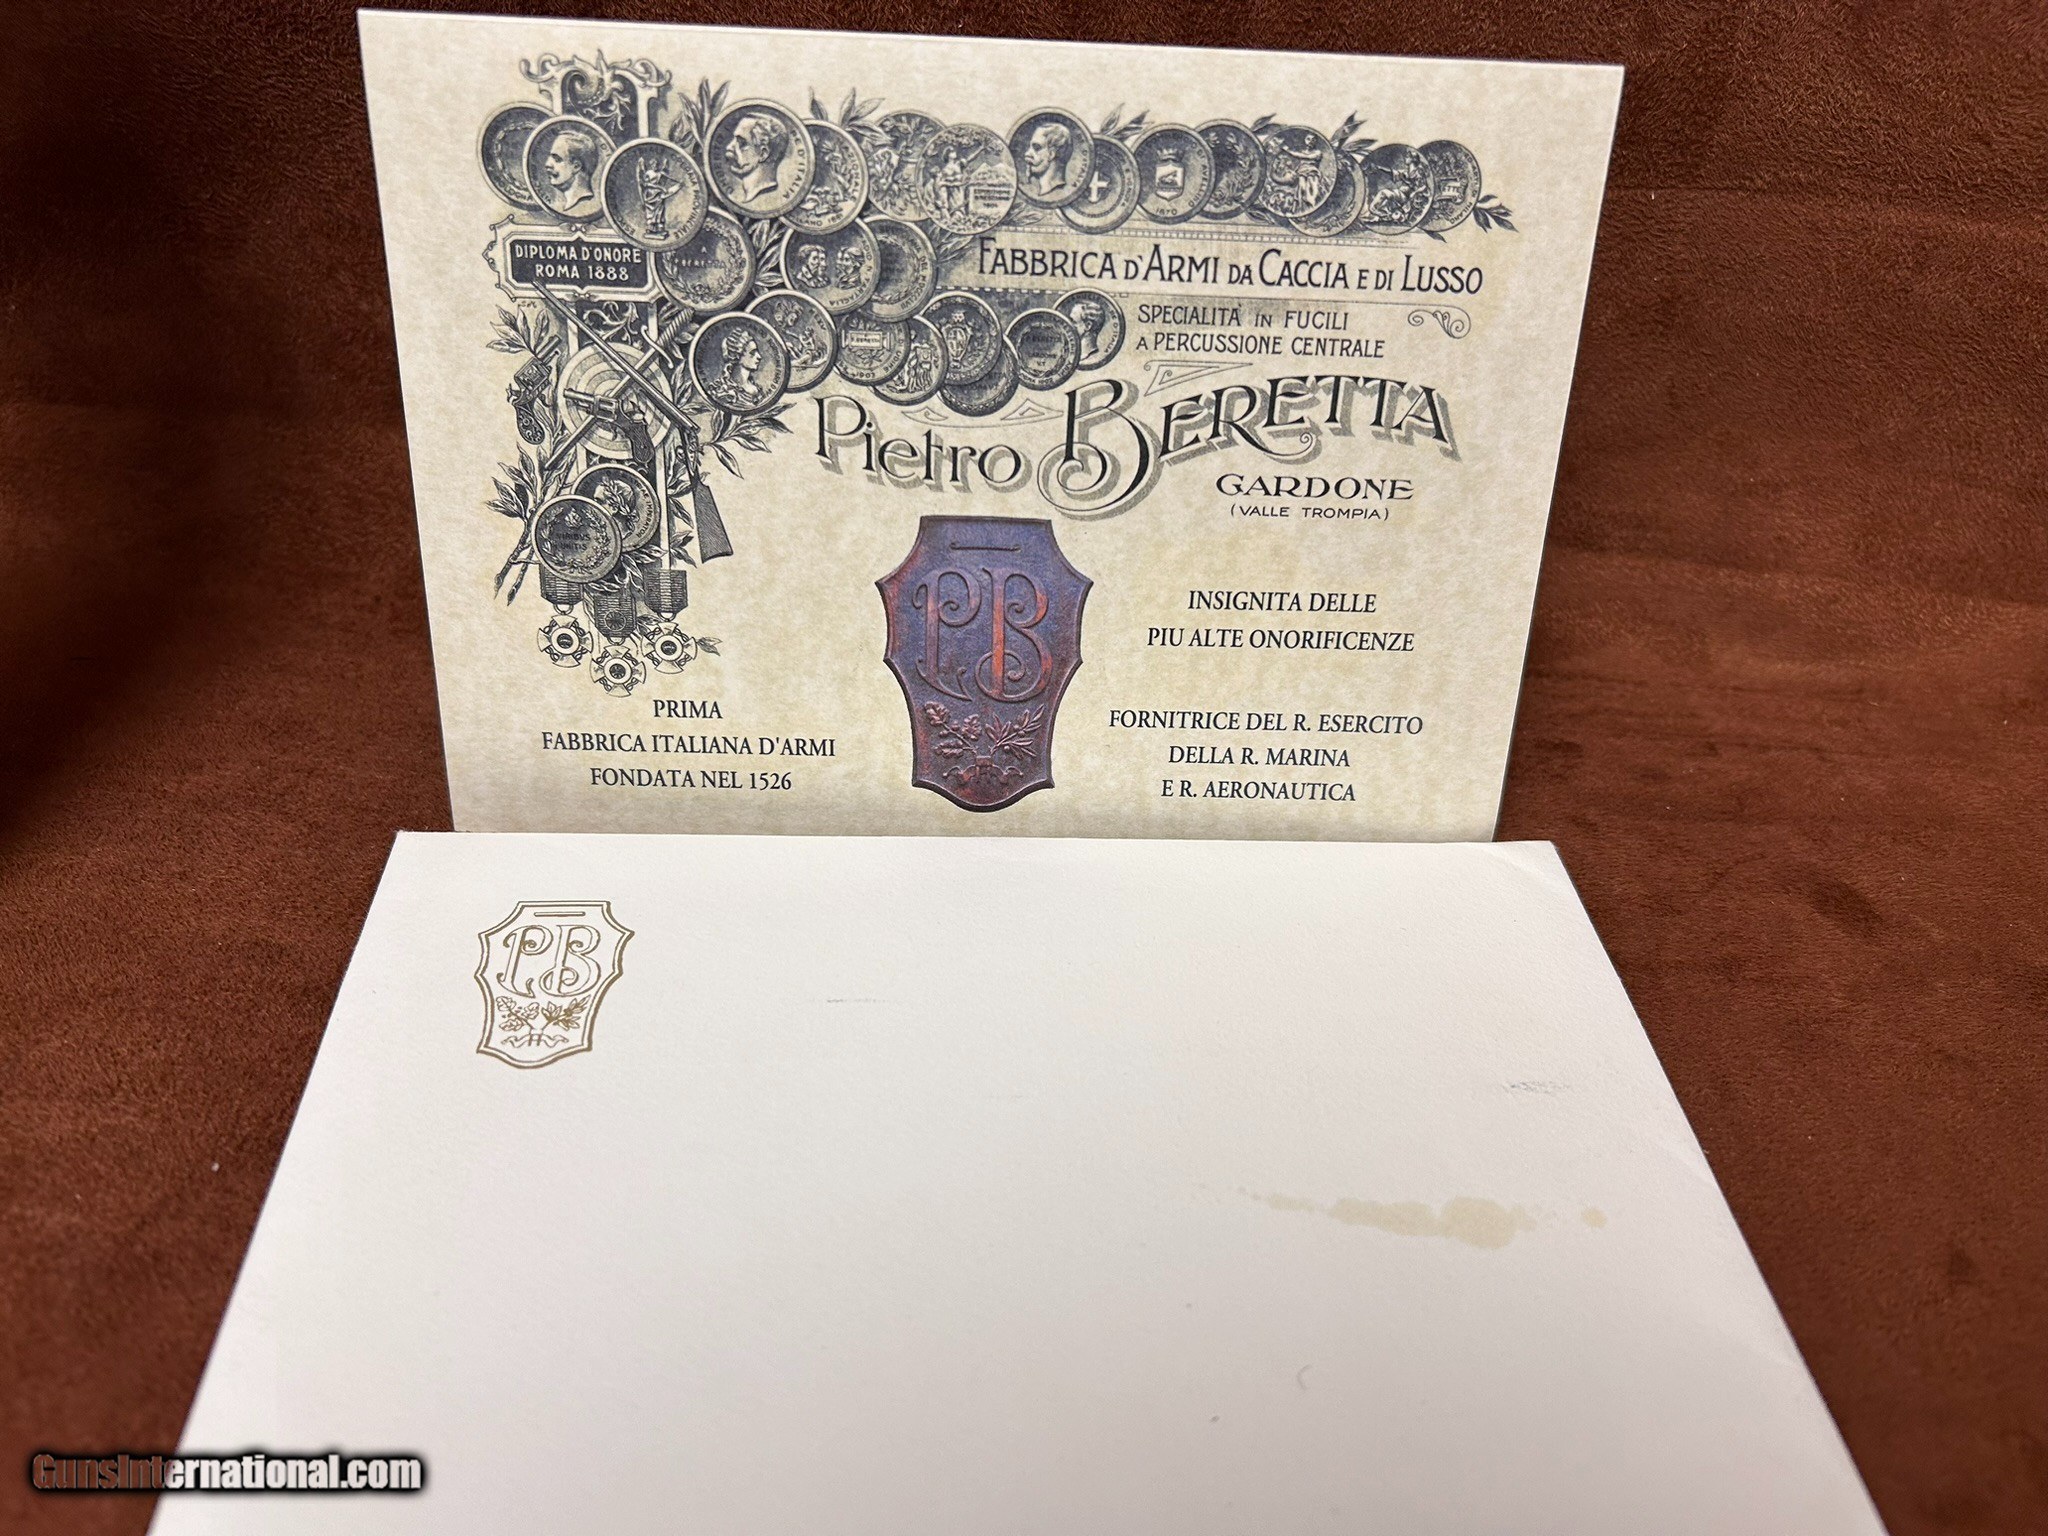 DIPLOMA D'ONORE
ROMA 1888
FABBRICA D'ARMI DA CACCIA E DI LUSSO
SPECIALITÀ IN FUCILI
A PERCUSSIONE CENTRALE
Pietro BERETTA
GARDONE
(VALLE TROMPIA)
PB
INSIGNITA DELLE
PIU ALTE ONORIFICENZE
PRIMA
FABBRICA ITALIANA D'ARMI
FONDATA NEL 1526
FORNITRICE DEL R. ESERCITO
DELLA R. MARINA
E R. AERONAUTICA
PB
GunsInternational.com